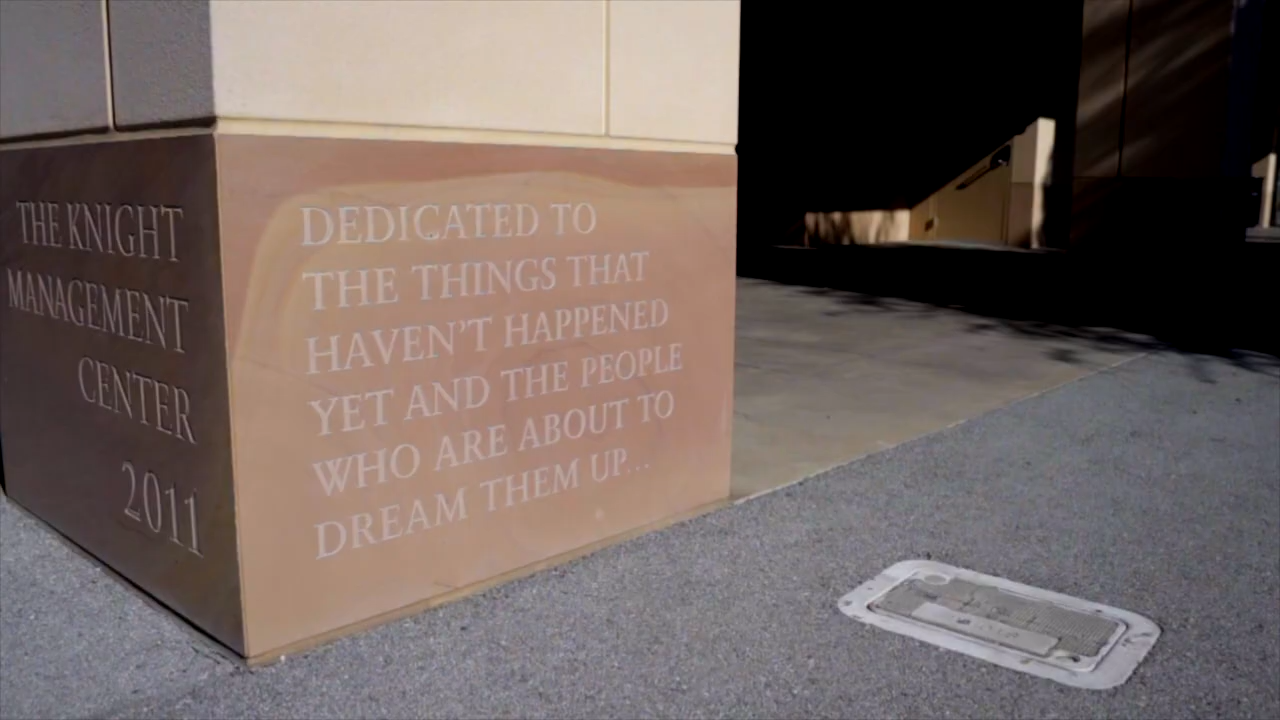 THE KNIGHT
MANAGEMENT
CENTER
2011
DEDICATED TO
THE THINGS THAT
HAVEN'T HAPPENED
YET AND THE PEOPLE
WHO ARE ABOUT TO
DREAM THEM UP...